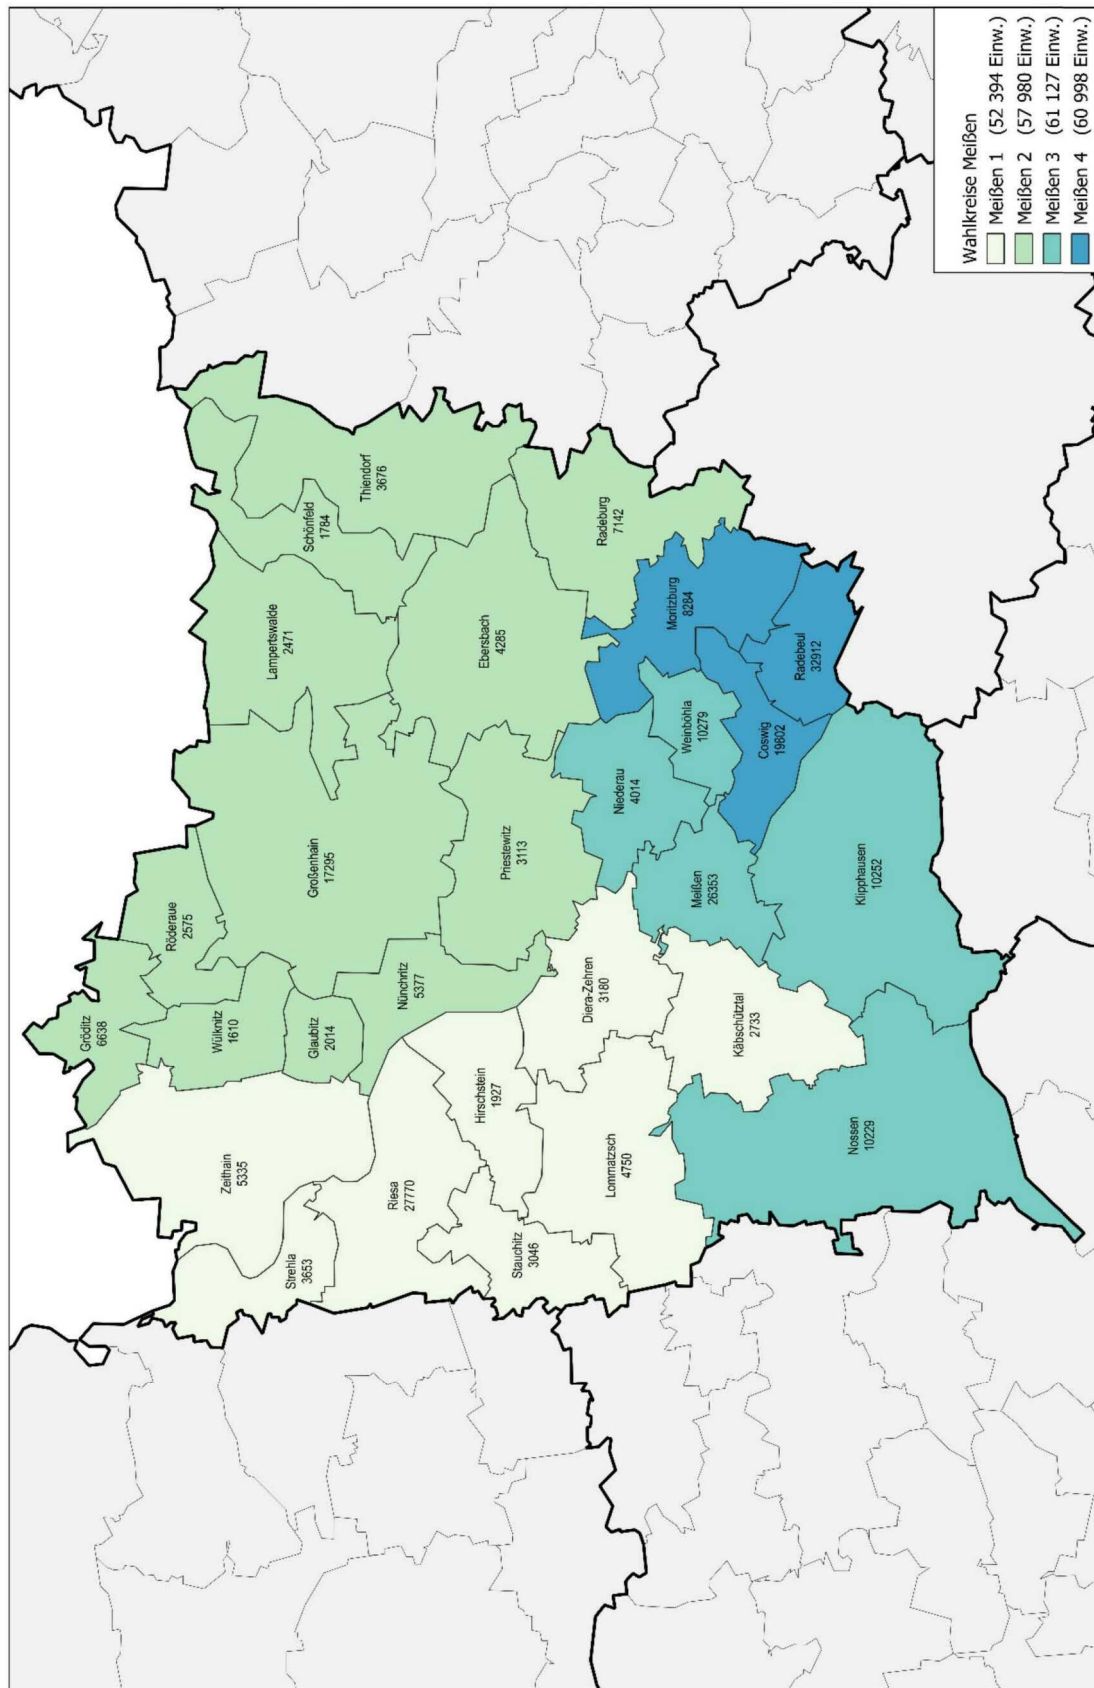 Gröditz
6638
Röderaue
2575
Wülknitz
1610
Zeithain
5335
Lampertswalde
2471
Strehla
3653
Glaubitz
2014
Großenhain
17295
Schönfeld
1784
Thiendorf
3676
Riesa
27770
Nünchritz
5377
Hirschstein
1927
Ebersbach
4285
Priestewitz
3113
Stauchitz
3046
Diera-Zehren
3180
Radeburg
7142
Lommatzsch
4750
Niederau
4014
Moritzburg
8284
Weinböhla
10279
Meißen
26353
Käbschütztal
2733
Coswig
19802
Radebeul
32912
Nossen
10229
Klipphausen
10252
Wahlkreise Meißen
Meißen 1 (52 394 Einw.)
Meißen 2 (57 980 Einw.)
Meißen 3 (61 127 Einw.)
Meißen 4 (60 998 Einw.)